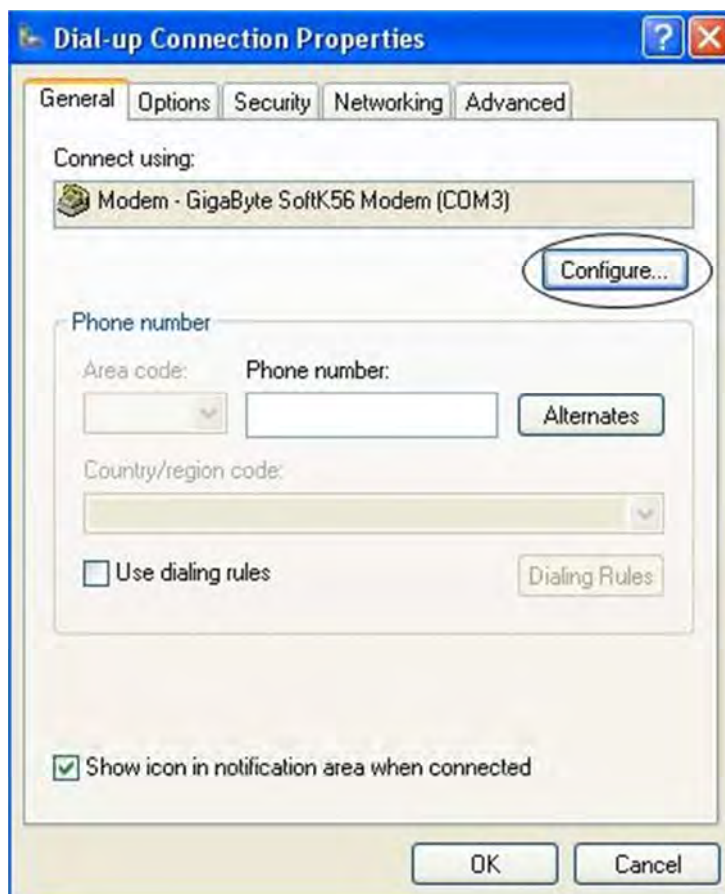 Dial-up Connection Properties
General Options Security Networking Advanced
Connect using:
Modem - GigaByte SoftK56 Modem (COM3)
Configure...
Phone number
Area code: Phone number:
Alternates
Country/region code:
Use dialing rules Dialing Rules
Show icon in notification area when connected
OK Cancel